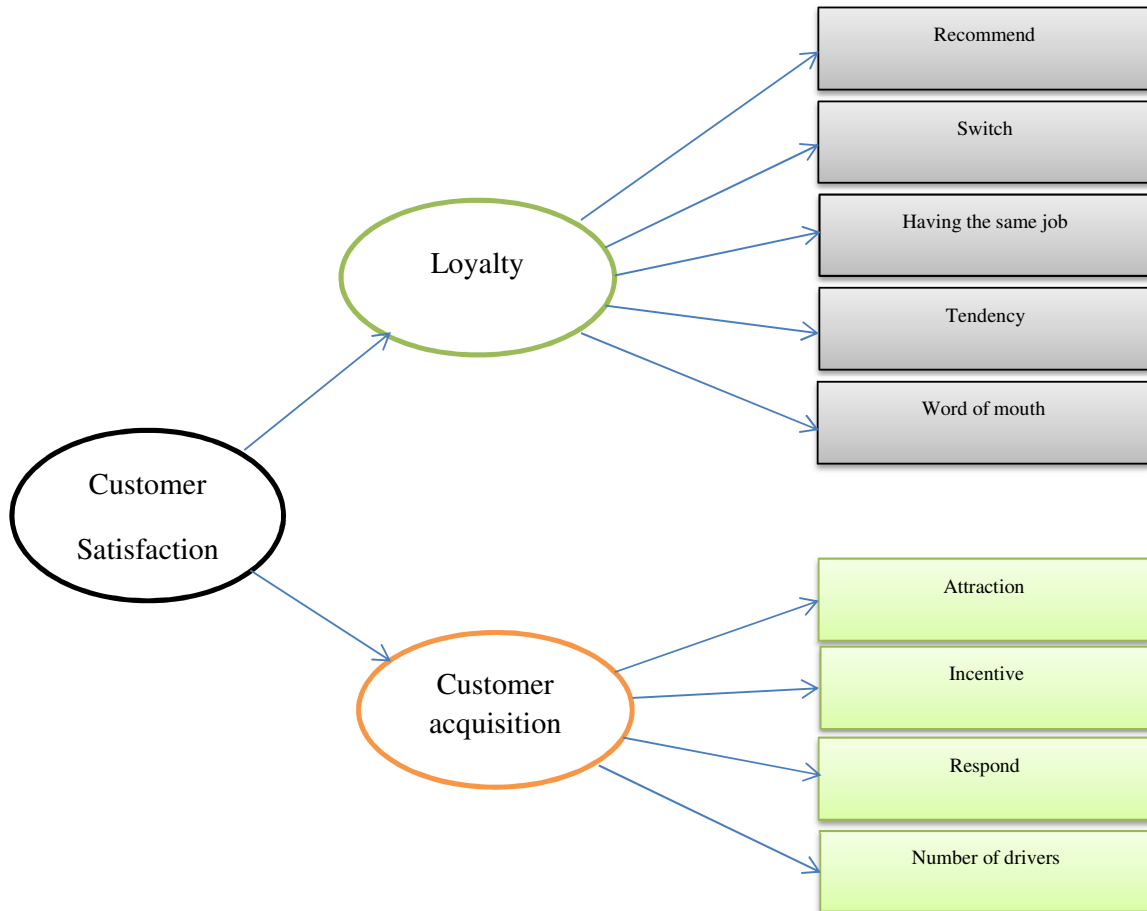 Recommend
Switch
Having the same job
Loyalty
Tendency
Word of mouth
Customer
Satisfaction
Attraction
Incentive
Customer
acquisition
Respond
Number of drivers